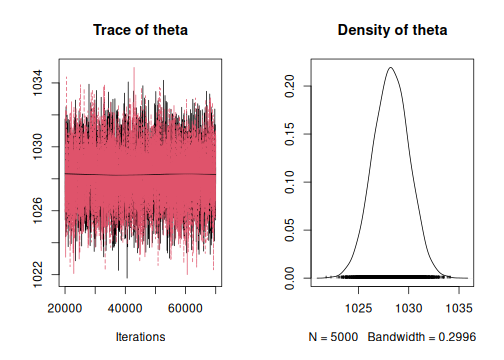 Trace of theta
1022 1026 1030 1034
20000 40000 60000
Iterations
Density of theta
0.00 0.05 0.10 0.15 0.20
1025 1030 1035
N = 5000 Bandwidth = 0.2996